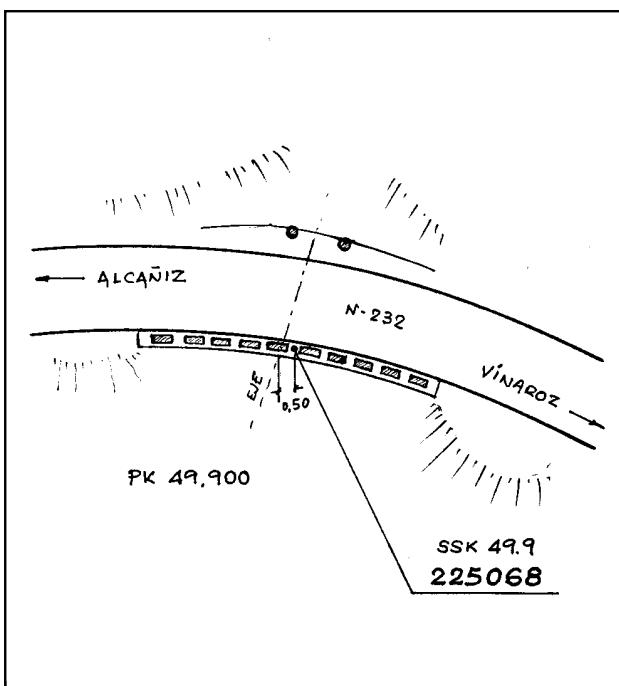 ALCAÑIZ
N-232
VINAROZ
EJE
0,50
PK 49,900
SSK 49.9
225068